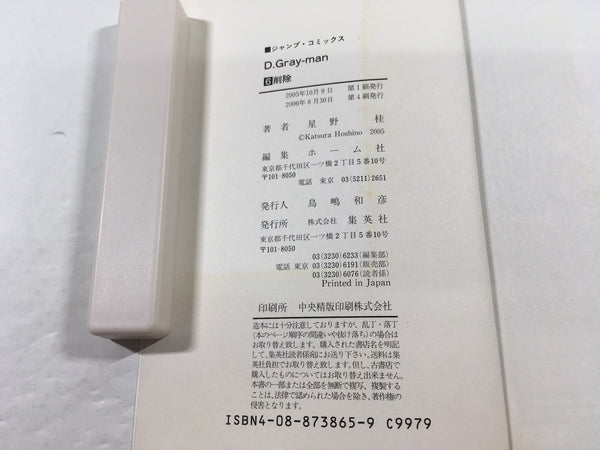 ■ジャンプ・コミックス
D.Gray-man
6 削除
2005年10月9日 第1刷発行
2006年8月30日 第4刷発行
著者 星野桂
©Katsura Hoshino 2005
編集 ホーム社
東京都千代田区一ツ橋2丁目5番10号
〒101-8050
電話 東京 03(5211)2651
発行人 鳥嶋和彦
発行所 株式会社 集英社
東京都千代田区一ツ橋2丁目5番10号
〒101-8050
03(3230)6233(編集部)
電話 東京 03(3230)6191(販売部)
03(3230)6076(読者係)
Printed in Japan
印刷所 中央精版印刷株式会社
造本には十分注意しておりますが、乱丁・落丁
(本のページ順序の間違いや抜け落ち)の場合は
お取り替え致します。購入された書店名を明記
して、集英社読者係宛にお送り下さい。送料は集
英社負担でお取り替え致します。但し、古書店で
購入したものについてはお取り替え出来ません。
本書の一部または全部を無断で複写、複製する
ことは、法律で認められた場合を除き、著作権の
侵害となります。
ISBN4-08-873865-9 C9979